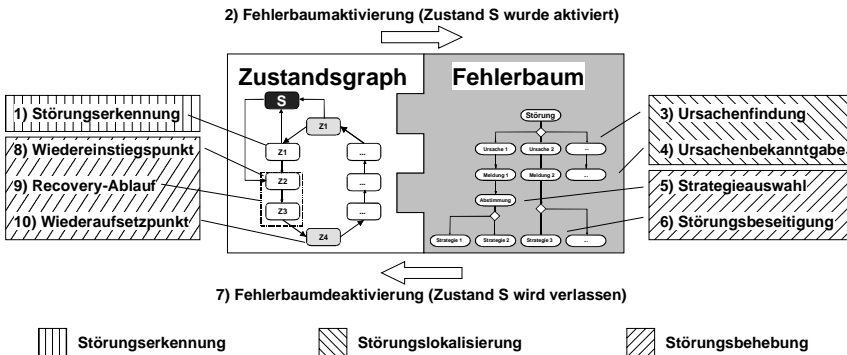 2) Fehlerbaumaktivierung (Zustand S wurde aktiviert)
Zustandsgraph
Fehlerbaum
1) Störungserkennung
8) Wiedereinstiegspunkt
9) Recovery-Ablauf
10) Wiederaufsetzpunkt
S
Z1
Z1
...
Z2
...
Z3
...
Z4
Störung
Ursache 1
Ursache 2
...
Meldung 1
Meldung 2
...
Abstimmung
Strategie 1
Strategie 2
Strategie 3
...
3) Ursachenfindung
4) Ursachenbekanntgabe
5) Strategieauswahl
6) Störungsbeseitigung
7) Fehlerbaumdeaktivierung (Zustand S wird verlassen)
Störungserkennung
Störungslokalisierung
Störungsbehebung